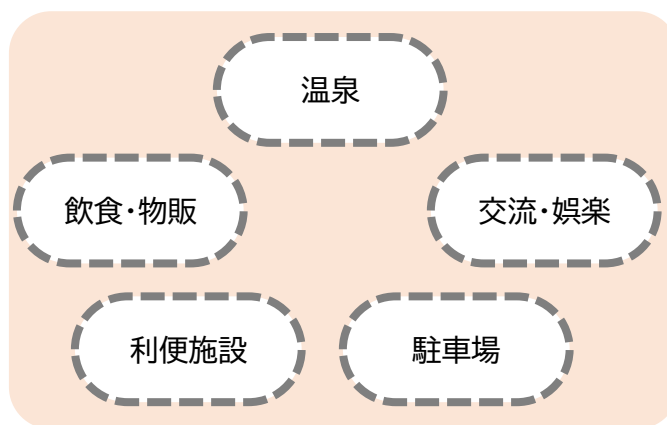 温泉
飲食・物販
交流・娯楽
利便施設
駐車場